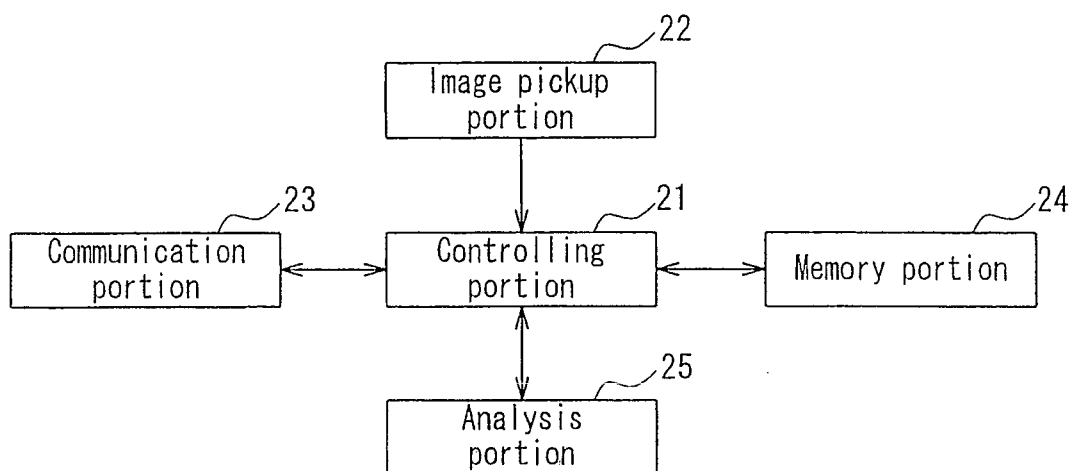 22
Image pickup
portion
23
Communication
portion
21
Controlling
portion
24
Memory portion
25
Analysis
portion